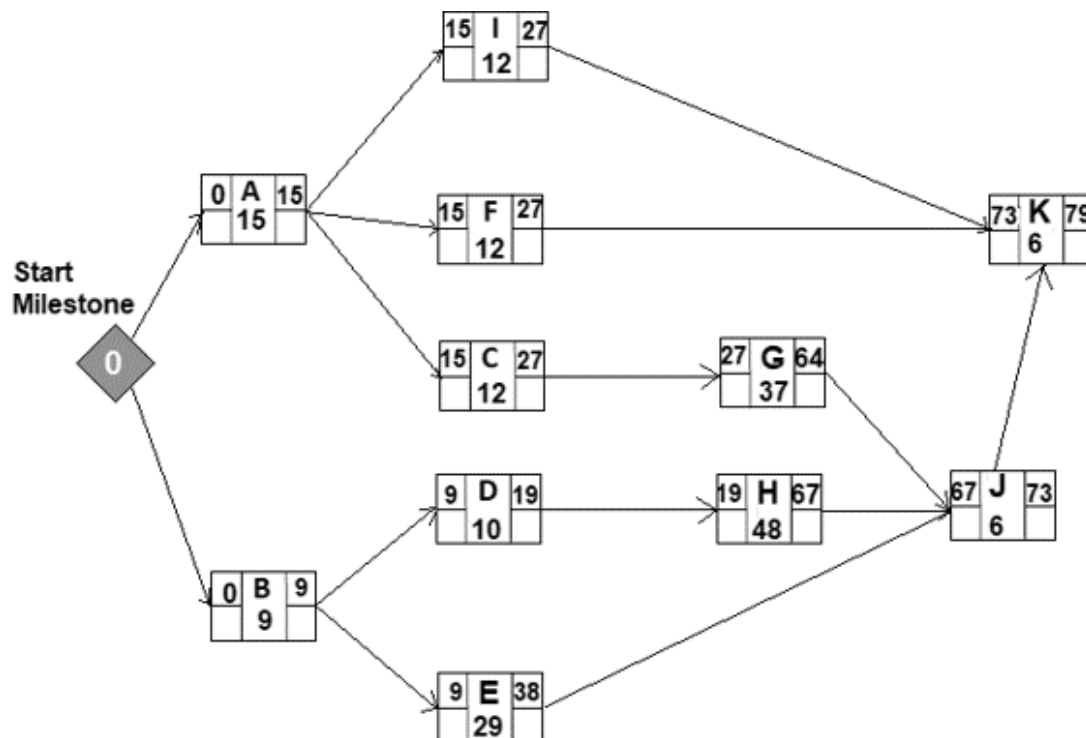 15 I 27
12
0 A 15
15
15 F 27
12
73 K 79
6
Start
Milestone
0
15 C 27
12
27 G 64
37
9 D 19
10
19 H 67
48
67 J 73
6
0 B 9
9
9 E 38
29